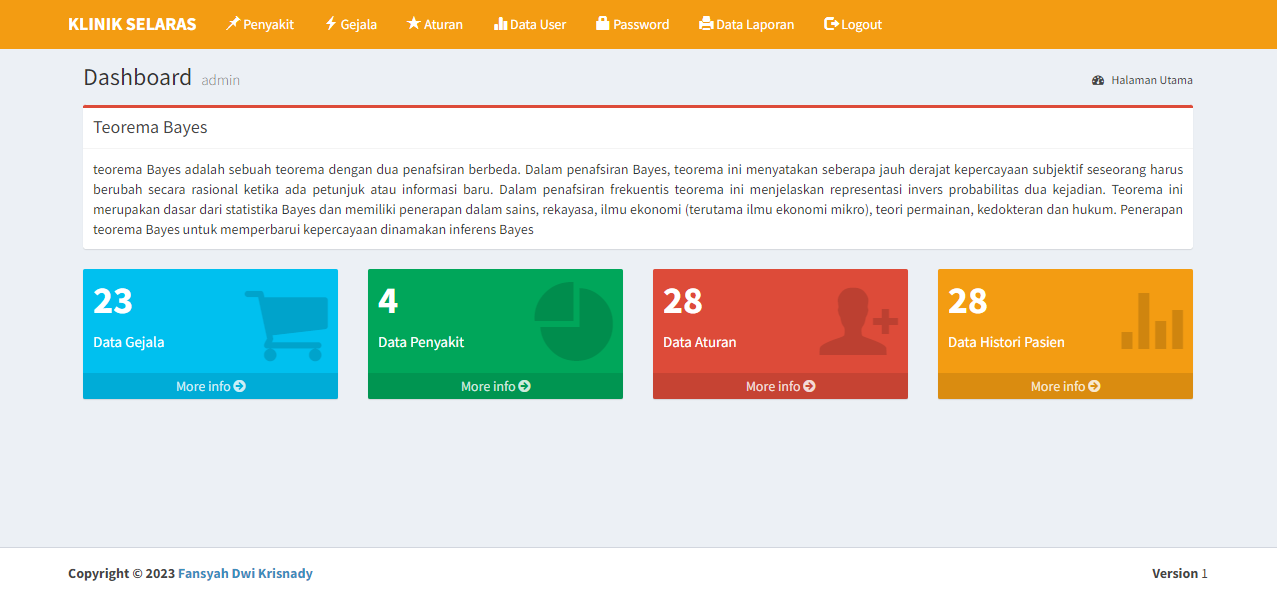 KLINIK SELARAS Penyakit Gejala Aturan Data User Password Data Laporan Logout
Dashboard admin
Halaman Utama
Teorema Bayes
teorema Bayes adalah sebuah teorema dengan dua penafsiran berbeda. Dalam penafsiran Bayes, teorema ini menyatakan seberapa jauh derajat kepercayaan subjektif seseorang harus
berubah secara rasional ketika ada petunjuk atau informasi baru. Dalam penafsiran frekuentis teorema ini menjelaskan representasi invers probabilitas dua kejadian. Teorema ini
merupakan dasar dari statistika Bayes dan memiliki penerapan dalam sains, rekayasa, ilmu ekonomi (terutama ilmu ekonomi mikro), teori permainan, kedokteran dan hukum. Penerapan
teorema Bayes untuk memperbarui kepercayaan dinamakan inferens Bayes
23
Data Gejala
More info
4
Data Penyakit
More info
28
Data Aturan
More info
28
Data Histori Pasien
More info
Copyright © 2023 Fansyah Dwi Krisnady
Version 1